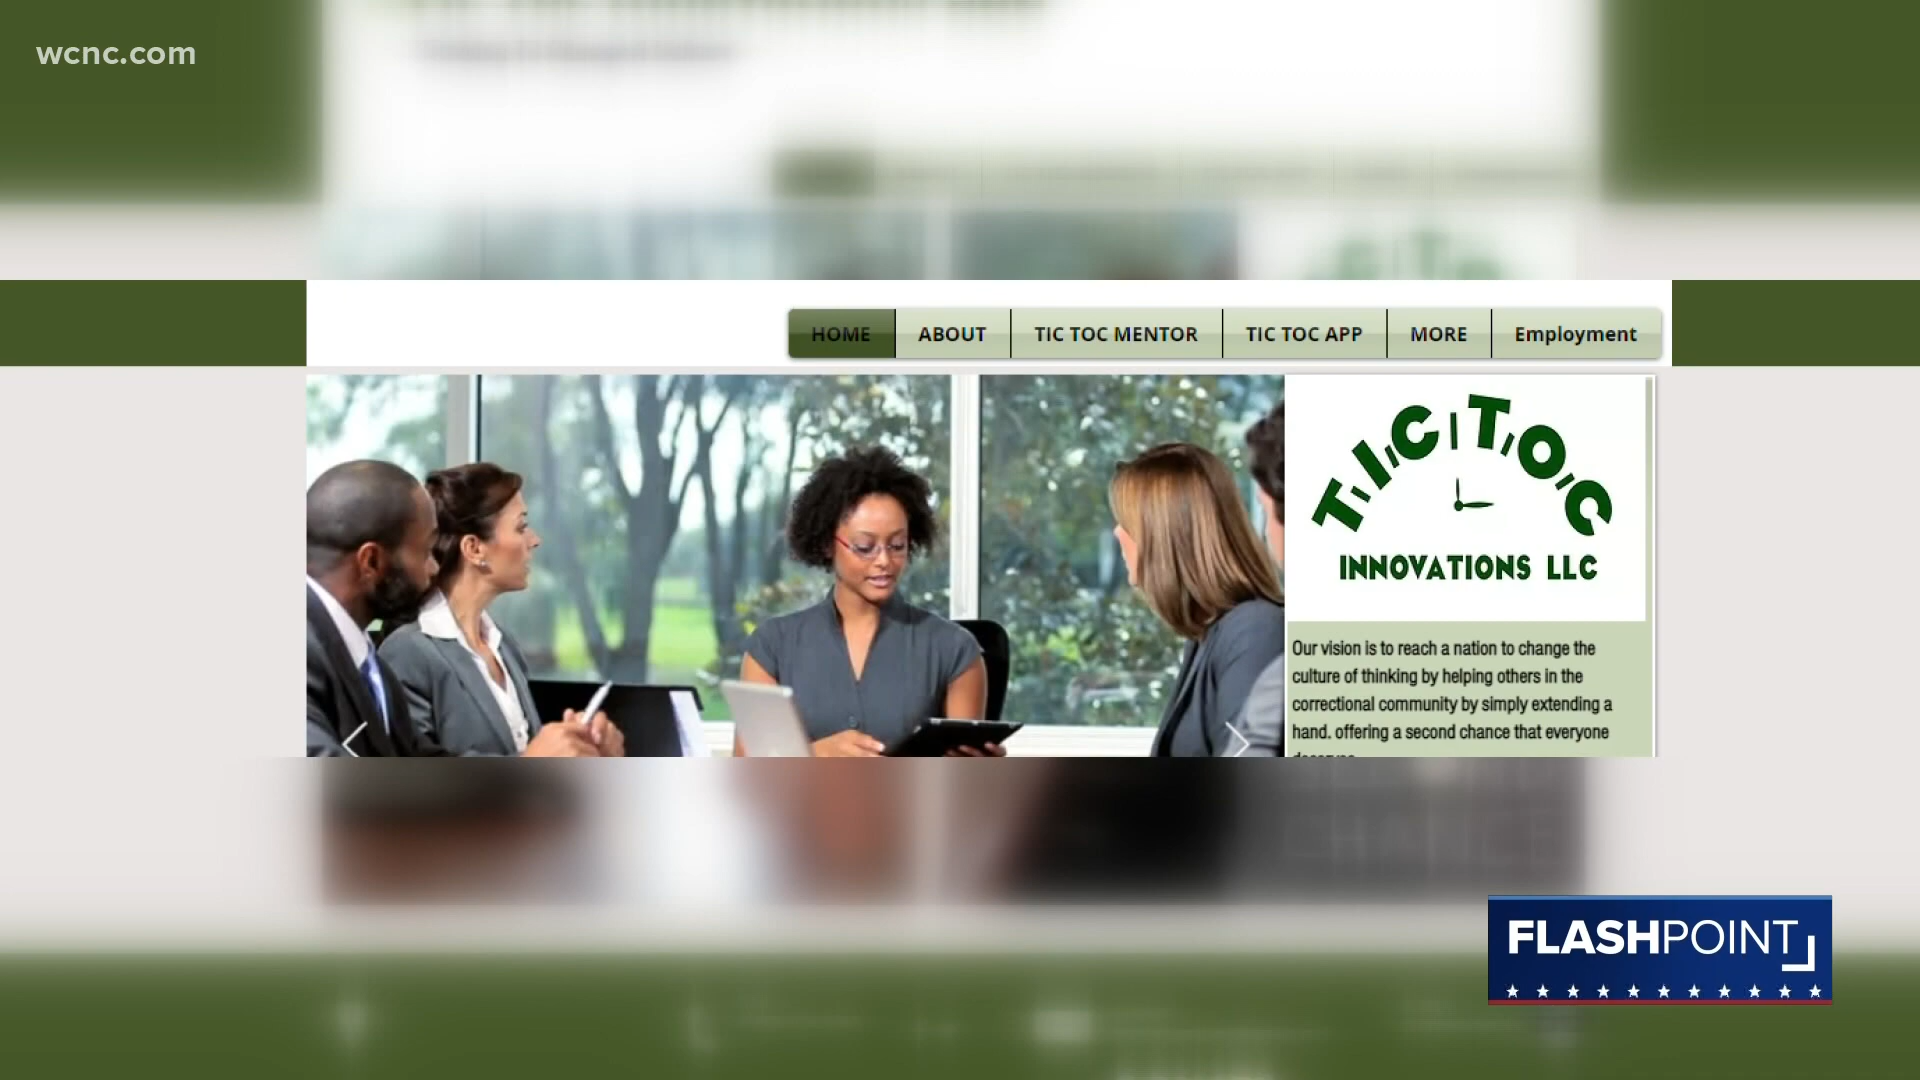 wcnc.com
HOME ABOUT TIC TOC MENTOR TIC TOC APP MORE Employment
TIC TOC
INNOVATIONS LLC
Our vision is to reach a nation to change the
culture of thinking by helping others in the
correctional community by simply extending a
hand. offering a second chance that everyone
FLASHPOINT